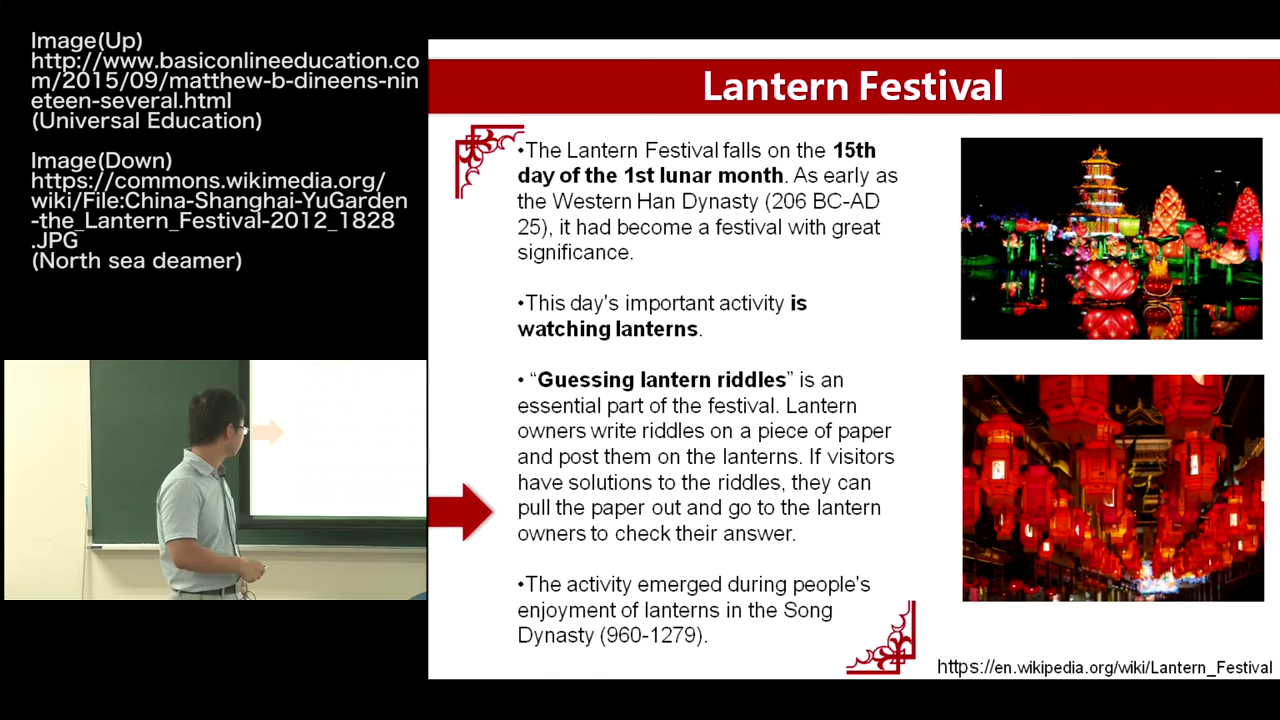 Image(Up)
http://www.basiconlineeducation.co
m/2015/09/matthew-b-dineens-nin
eteen-several.html
(Universal Education)
Image(Down)
https://commons.wikimedia.org/
wiki/File:China-Shanghai-YuGarden
-the_Lantern_Festival-2012_1828
.JPG
(North sea deamer)
Lantern Festival
•The Lantern Festival falls on the 15th
day of the 1st lunar month. As early as
the Western Han Dynasty (206 BC-AD
25), it had become a festival with great
significance.
•This day's important activity is
watching lanterns.
• “Guessing lantern riddles” is an
essential part of the festival. Lantern
owners write riddles on a piece of paper
and post them on the lanterns. If visitors
have solutions to the riddles, they can
pull the paper out and go to the lantern
owners to check their answer.
•The activity emerged during people's
enjoyment of lanterns in the Song
Dynasty (960-1279).
https://en.wikipedia.org/wiki/Lantern_Festival